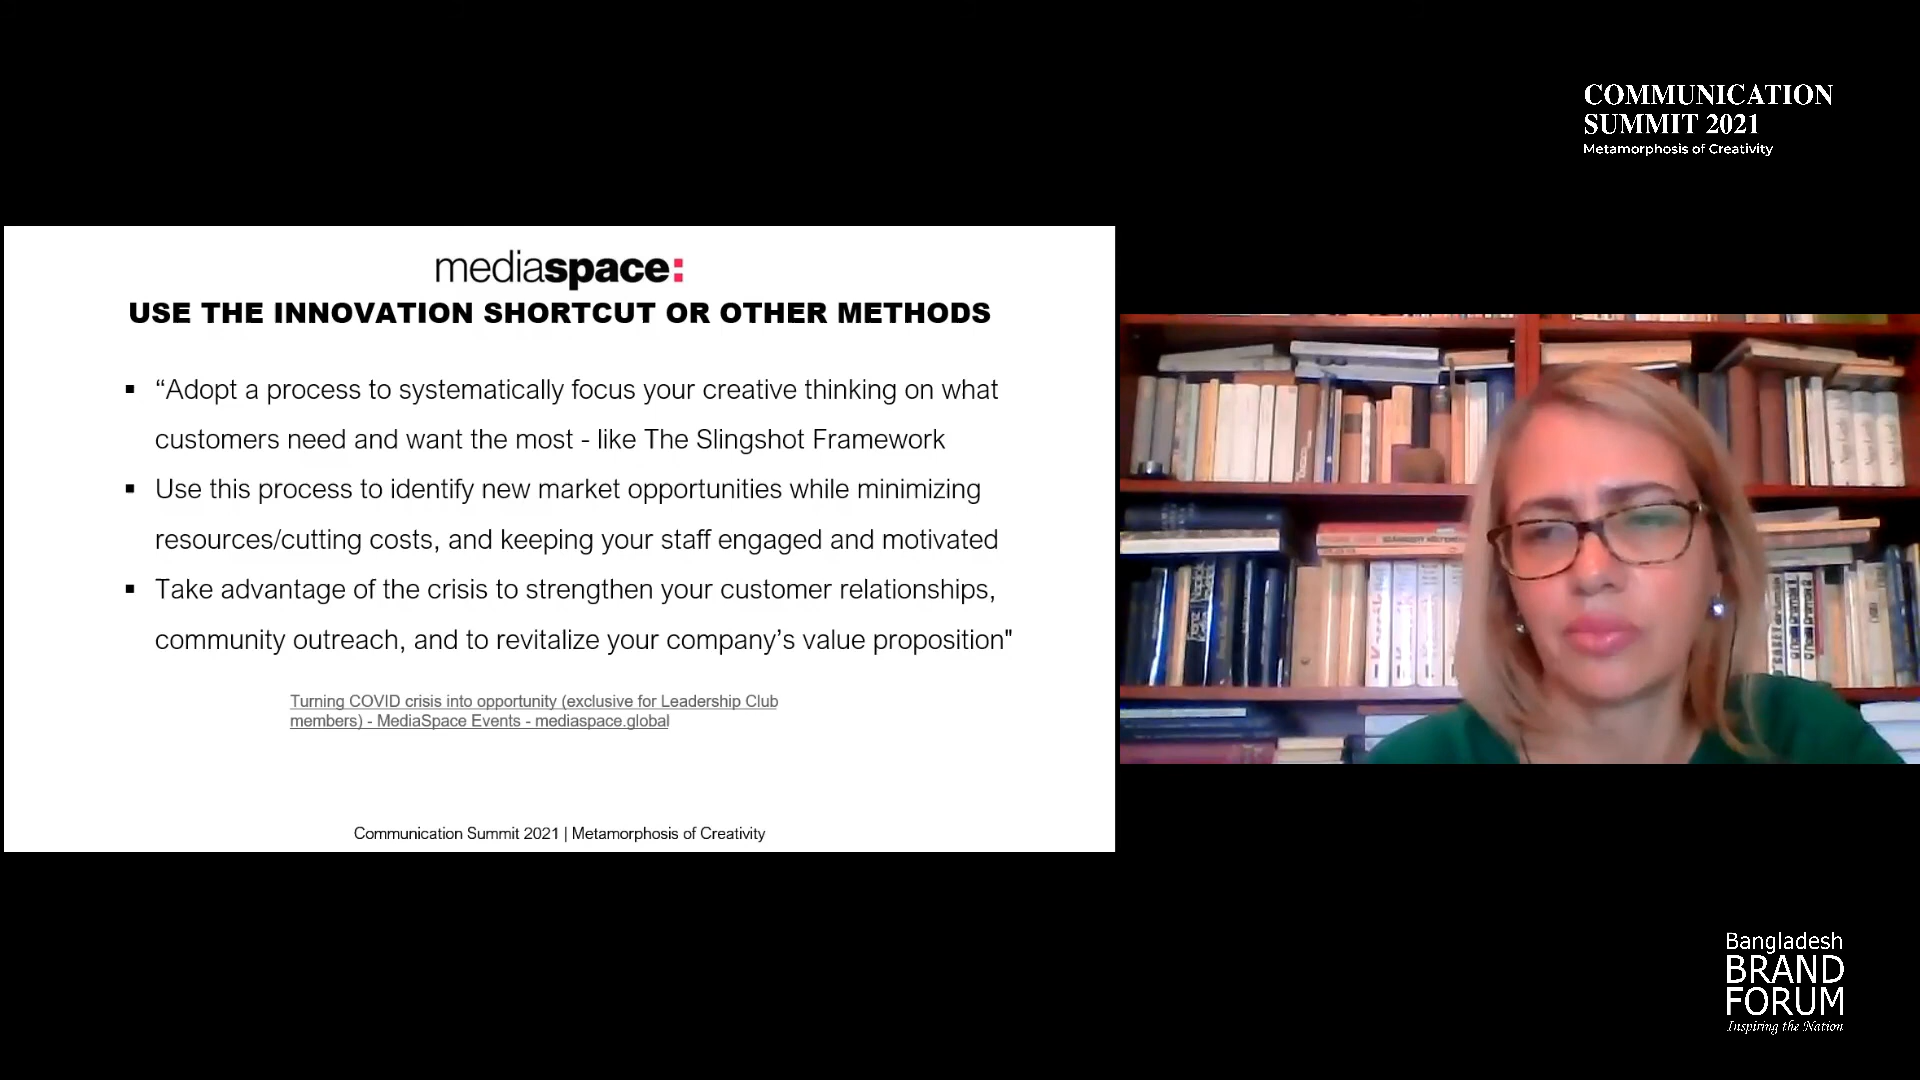 COMMUNICATION
SUMMIT 2021
Metamorphosis of Creativity
mediaspace:
USE THE INNOVATION SHORTCUT OR OTHER METHODS
▪ “Adopt a process to systematically focus your creative thinking on what
customers need and want the most - like The Slingshot Framework
▪ Use this process to identify new market opportunities while minimizing
resources/cutting costs, and keeping your staff engaged and motivated
▪ Take advantage of the crisis to strengthen your customer relationships,
community outreach, and to revitalize your company’s value proposition"
Turning COVID crisis into opportunity (exclusive for Leadership Club
members) - MediaSpace Events - mediaspace.global
Communication Summit 2021 | Metamorphosis of Creativity
Bangladesh
BRAND
FORUM
Inspiring the Nation